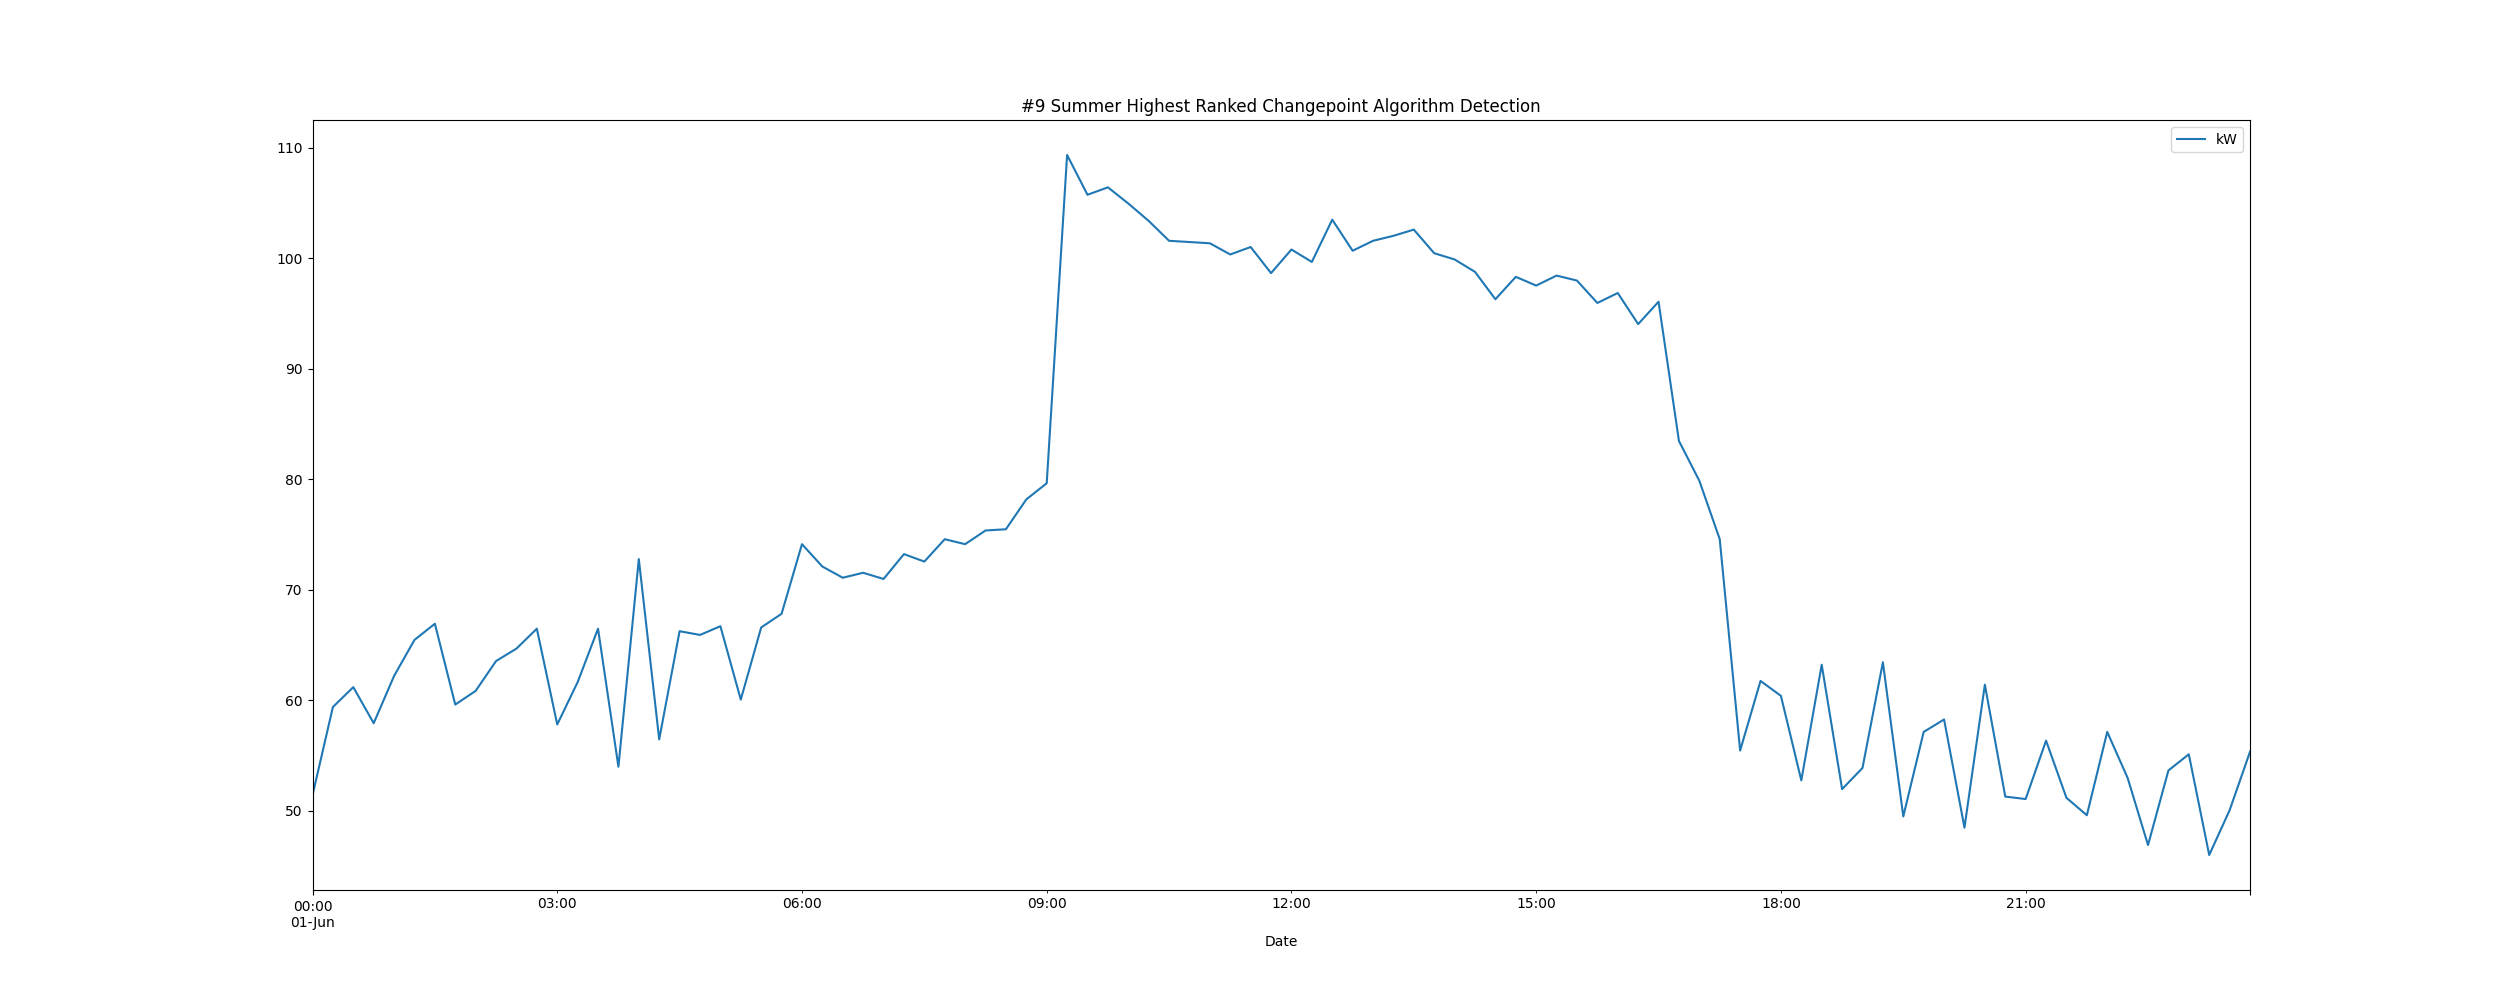 #9 Summer Highest Ranked Changepoint Algorithm Detection
kW
110
100
90
80
70
60
50
00:00 03:00 06:00 09:00 12:00 15:00 18:00 21:00
01-Jun
Date